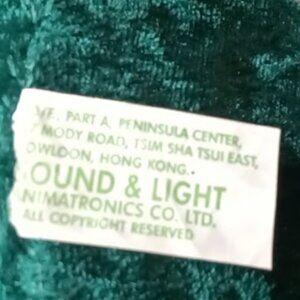 PART A, PENINSULA CENTER,
MODY ROAD, TSIM SHA TSUI EAST,
OWLOON, HONG KONG.
OUND & LIGHT
NIMATRONICS CO. LTD.
ALL COPYRIGHT RESERVED